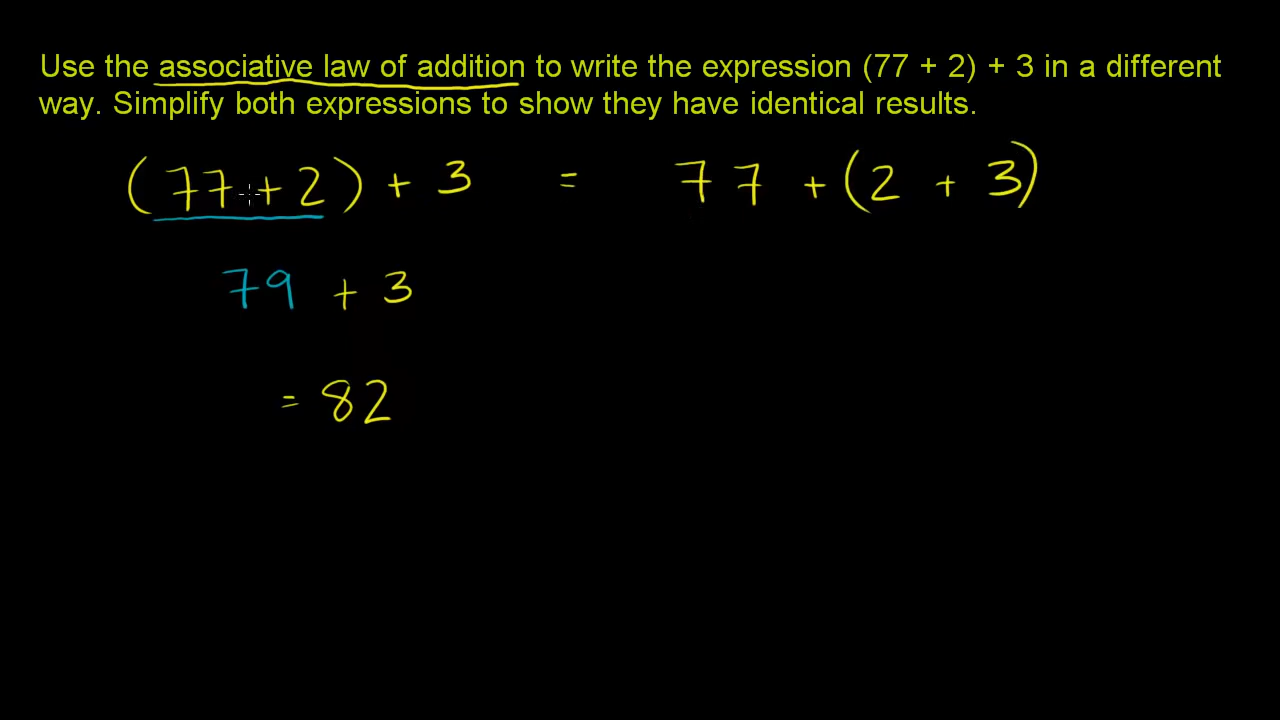 Use the associative law of addition to write the expression (77 + 2) + 3 in a different
way. Simplify both expressions to show they have identical results.
(77 + 2) + 3 = 77 + (2 + 3)
79 + 3
= 82